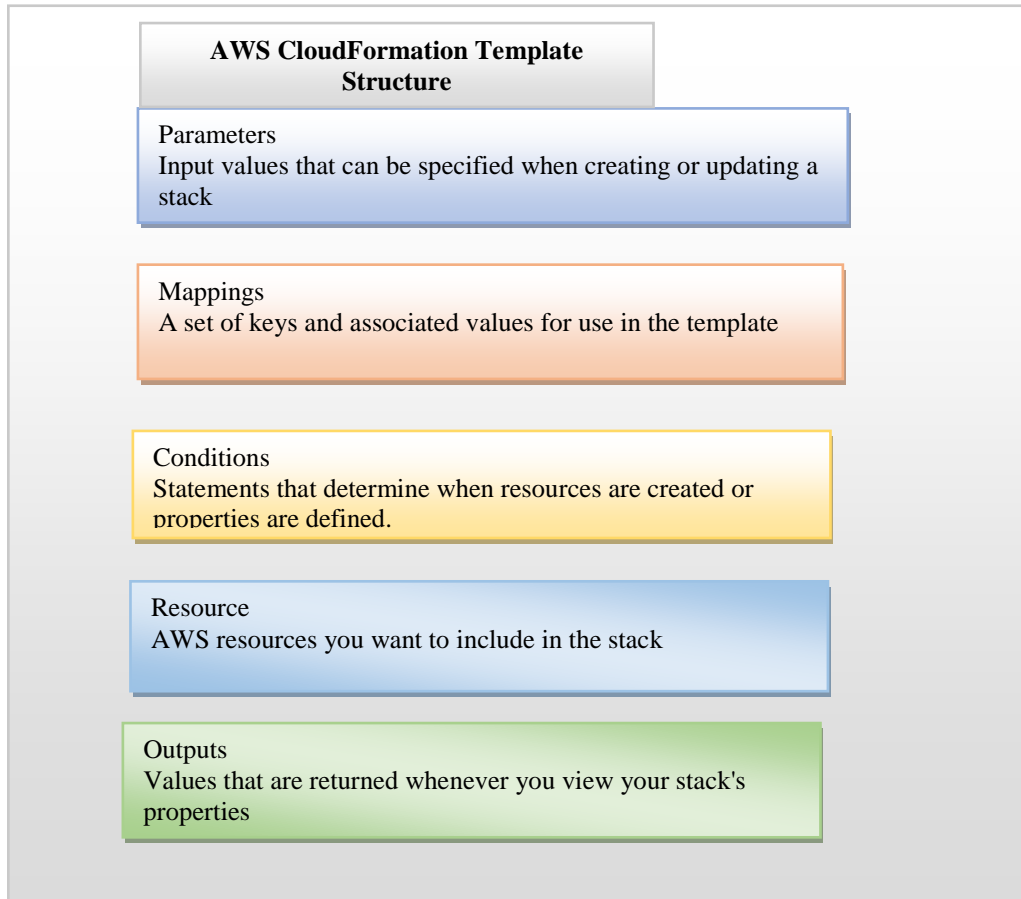 AWS CloudFormation Template
Structure
Parameters
Input values that can be specified when creating or updating a
stack
Mappings
A set of keys and associated values for use in the template
Conditions
Statements that determine when resources are created or
properties are defined.
Resource
AWS resources you want to include in the stack
Outputs
Values that are returned whenever you view your stack's
properties